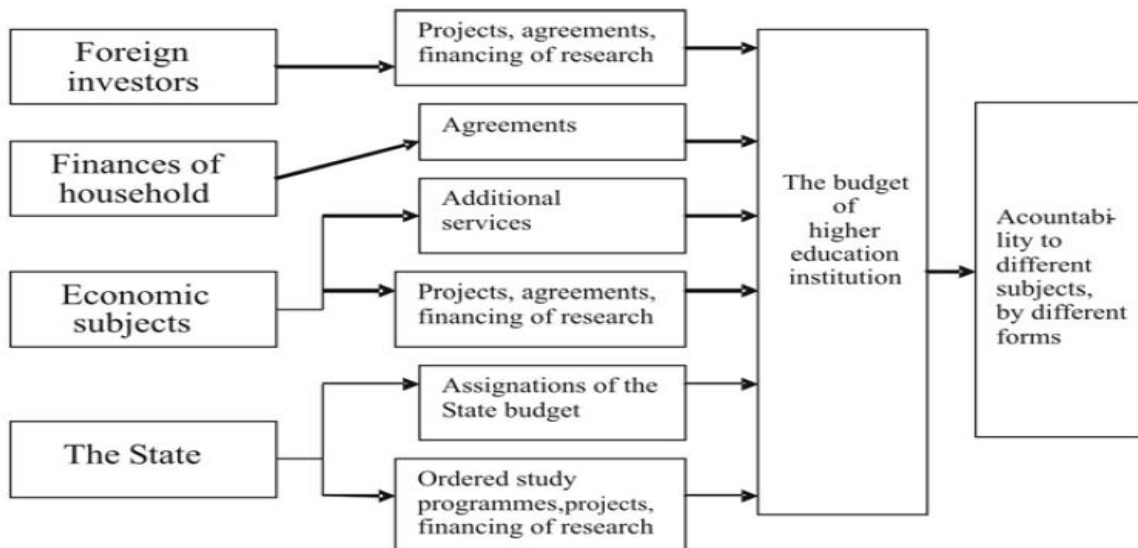 Foreign
investors
Finances of
household
Economic
subjects
The State
Projects, agreements,
financing of research
Agreements
Additional
services
Projects, agreements,
financing of research
Assignations of the
State budget
Ordered study
programmes,projects,
financing of research
The budget
of
higher
education
institution
Acountabi-
lity to
different
subjects,
by different
forms